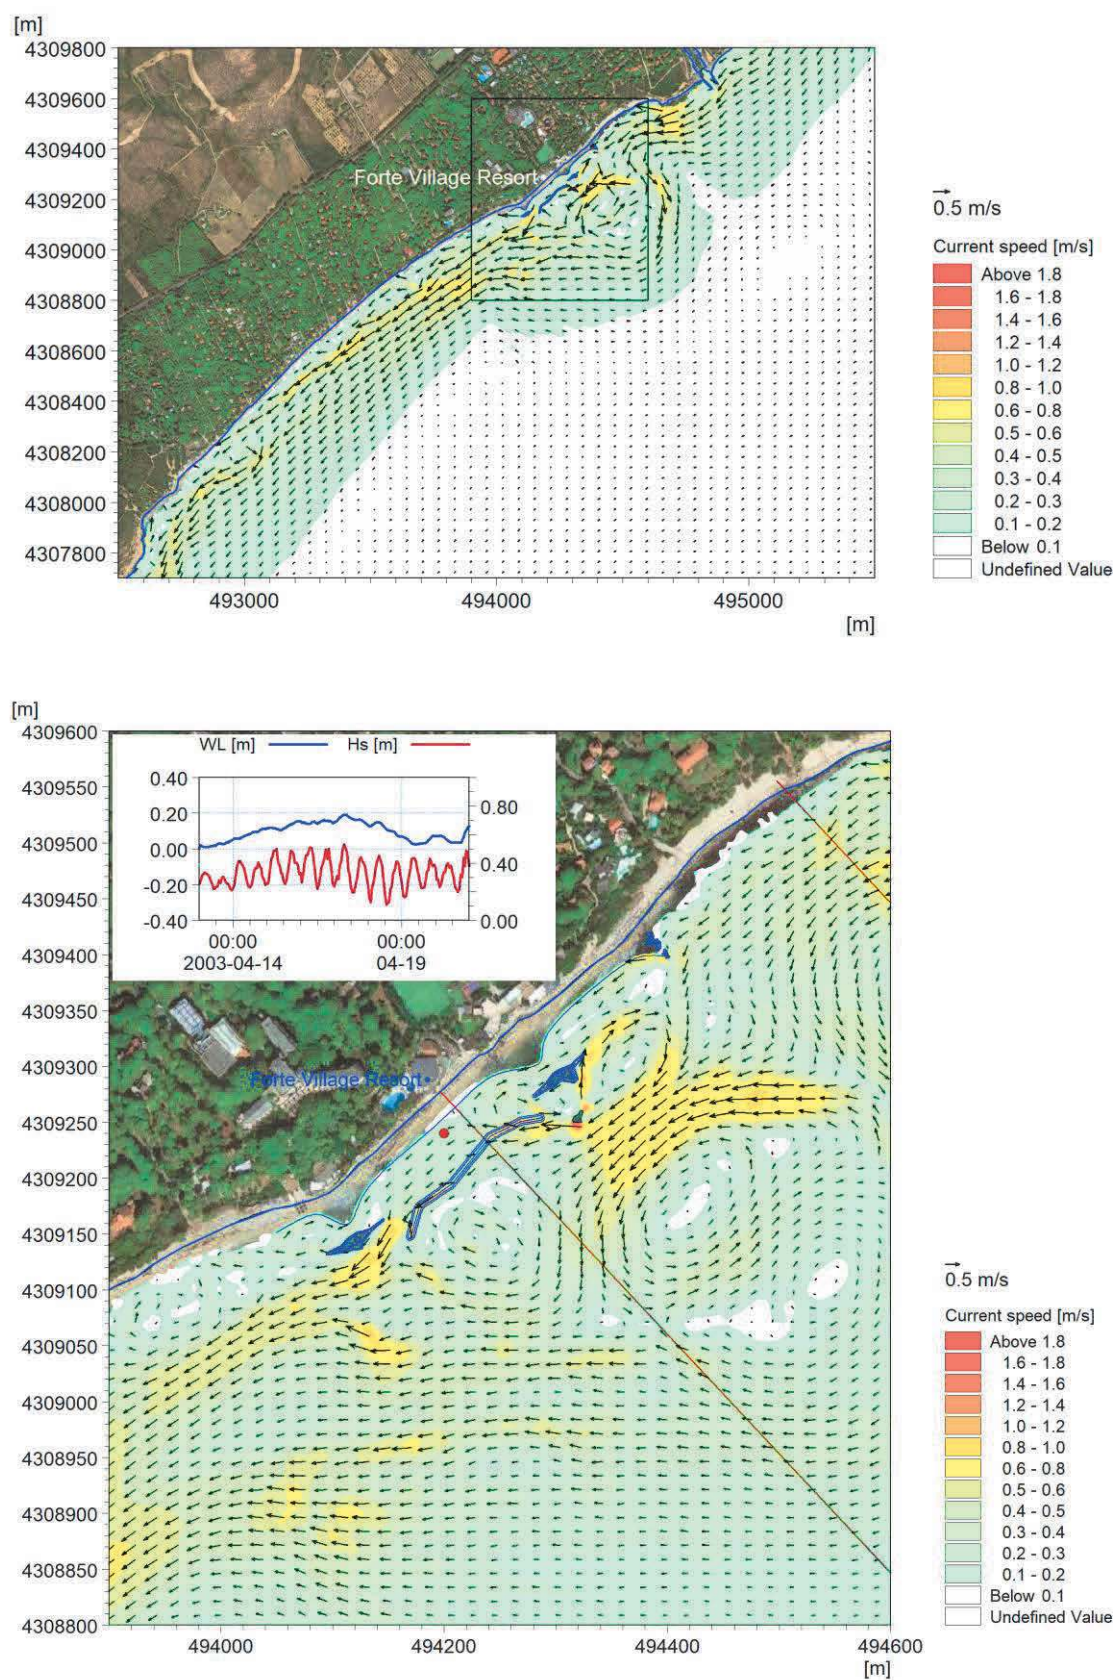 [m]
4309800
4309600
4309400
4309200
4309000
4308800
4308600
4308400
4308200
4308000
4307800
Forte Village Resort
493000 494000 495000
[m]
0.5 m/s
Current speed [m/s]
Above 1.8
1.6 - 1.8
1.4 - 1.6
1.2 - 1.4
1.0 - 1.2
0.8 - 1.0
0.6 - 0.8
0.5 - 0.6
0.4 - 0.5
0.3 - 0.4
0.2 - 0.3
0.1 - 0.2
Below 0.1
Undefined Value
[m]
4309600
4309550
4309500
4309450
4309400
4309350
4309300
4309250
4309200
4309150
4309100
4309050
4309000
4308950
4308900
4308850
4308800
WL [m] Hs [m]
0.40
0.20
0.00
-0.20
-0.40
0.80
0.40
0.00
00:00 00:00
2003-04-14 04-19
Forte Village Resort
494000 494200 494400 494600
[m]
0.5 m/s
Current speed [m/s]
Above 1.8
1.6 - 1.8
1.4 - 1.6
1.2 - 1.4
1.0 - 1.2
0.8 - 1.0
0.6 - 0.8
0.5 - 0.6
0.4 - 0.5
0.3 - 0.4
0.2 - 0.3
0.1 - 0.2
Below 0.1
Undefined Value